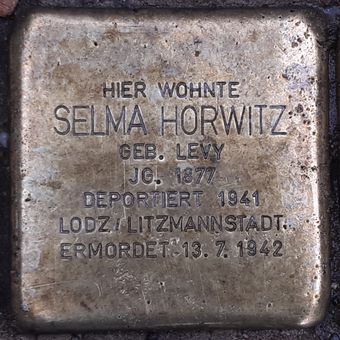 HIER WOHNTE
SELMA HORWITZ
GEB. LEVY
JG. 1877
DEPORTIERT 1941
LODZ / LITZMANNSTADT
ERMORDET 13. 7. 1942